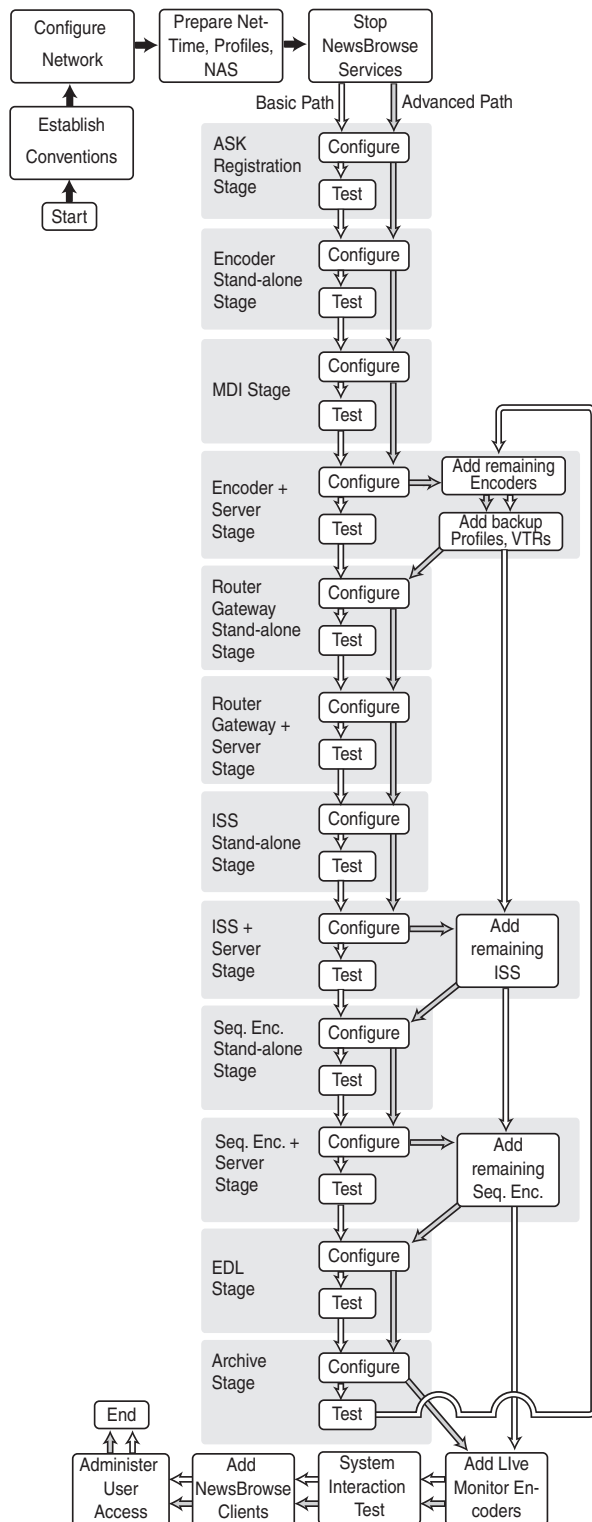 Configure
Network
Prepare Net-
Time, Profiles,
NAS
Stop
NewsBrowse
Services
Establish
Conventions
Start
Basic Path
Advanced Path
ASK
Registration
Stage
Configure
Test
Encoder
Stand-alone
Stage
Configure
Test
MDI Stage
Configure
Test
Encoder +
Server
Stage
Configure
Test
Add remaining
Encoders
Add backup
Profiles, VTRs
Router
Gateway
Stand-alone
Stage
Configure
Test
Router
Gateway +
Server
Stage
Configure
Test
ISS
Stand-alone
Stage
Configure
Test
ISS +
Server
Stage
Configure
Test
Add
remaining
ISS
Seq. Enc.
Stand-alone
Stage
Configure
Test
Seq. Enc. +
Server
Stage
Configure
Test
Add
remaining
Seq. Enc.
EDL
Stage
Configure
Test
Archive
Stage
Configure
Test
End
Administer
User
Access
Add
NewsBrowse
Clients
System
Interaction
Test
Add LIve
Monitor En-
coders